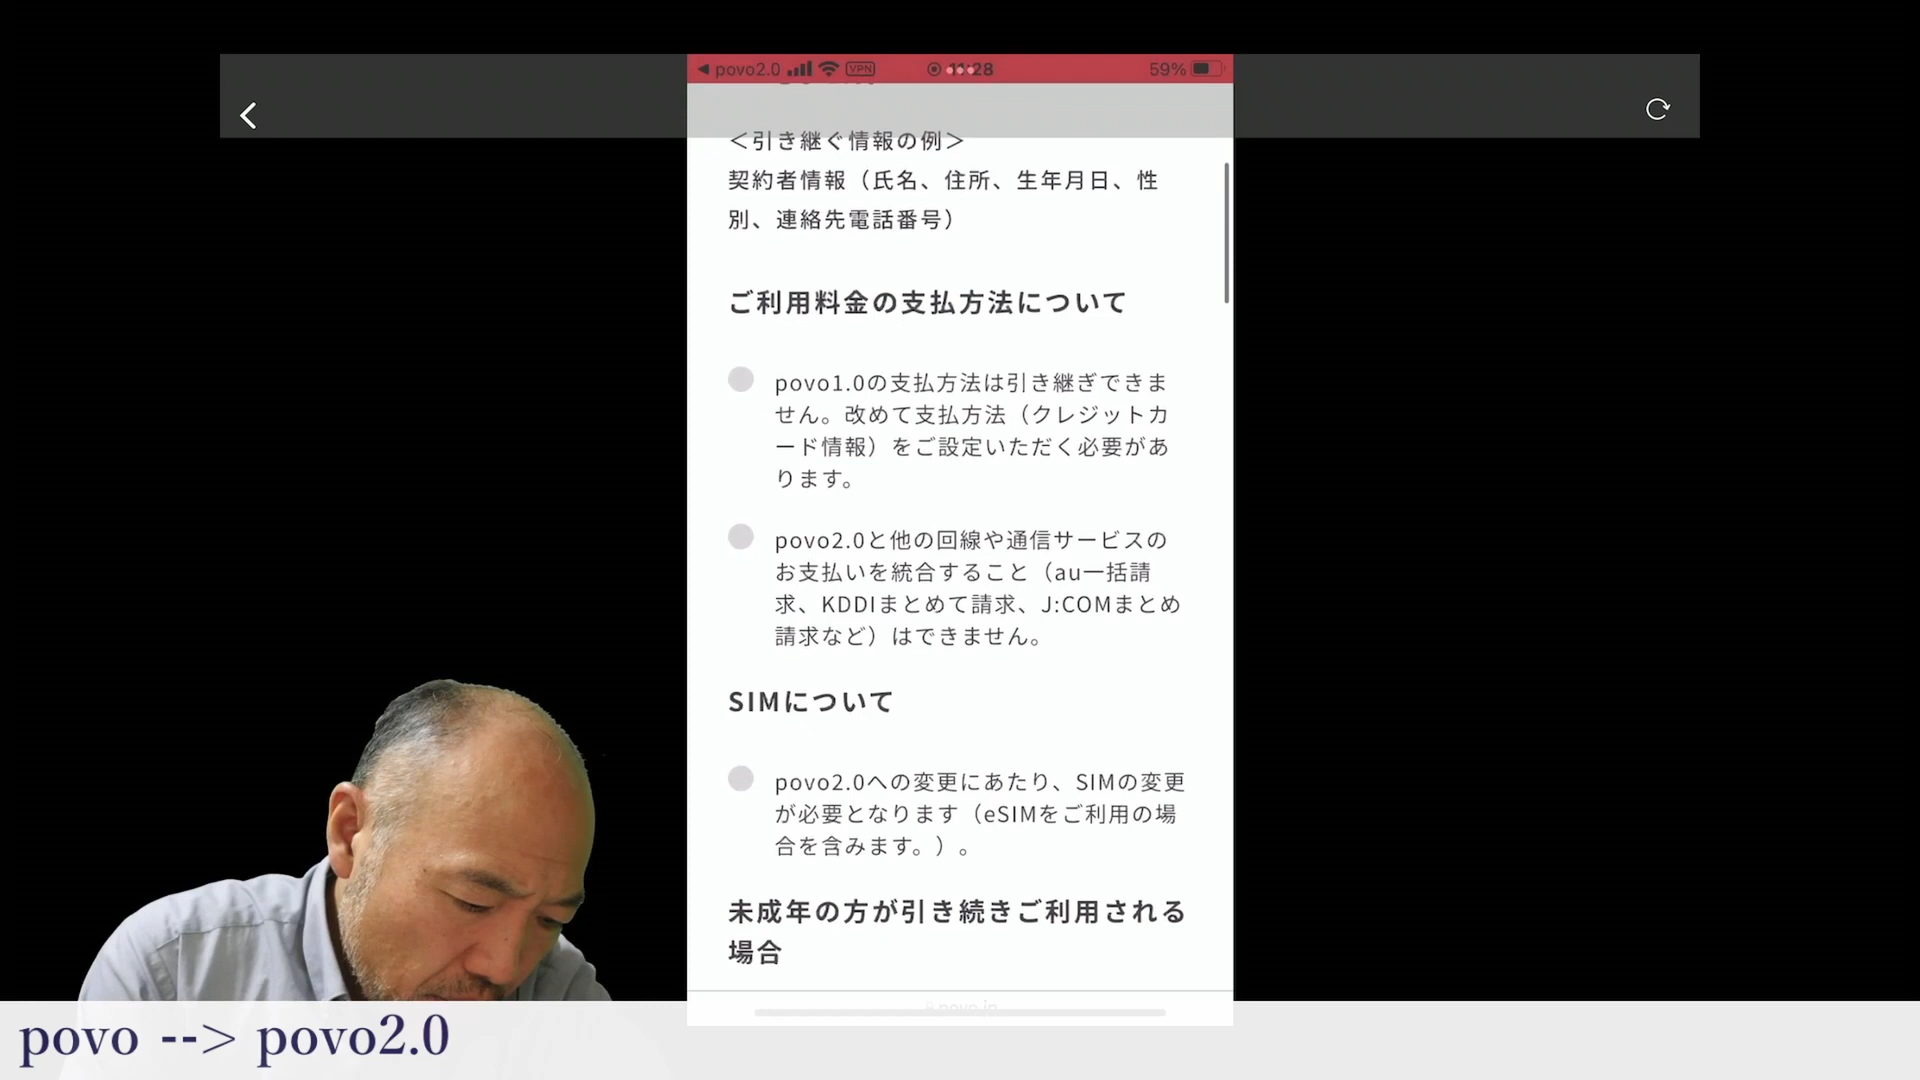 povo2.0
VPN
11:28
59%
＜引き継ぐ情報の例＞
契約者情報（氏名、住所、生年月日、性
別、連絡先電話番号）
ご利用料金の支払方法について
povo1.0の支払方法は引き継ぎできま
せん。改めて支払方法（クレジットカ
ード情報）をご設定いただく必要があ
ります。
povo2.0と他の回線や通信サービスの
お支払いを統合すること（au一括請
求、KDDIまとめて請求、J:COMまとめ
請求など）はできません。
SIMについて
povo2.0への変更にあたり、SIMの変更
が必要となります（eSIMをご利用の場
合を含みます。）。
未成年の方が引き続きご利用される
場合
povo.jp
povo --> povo2.0